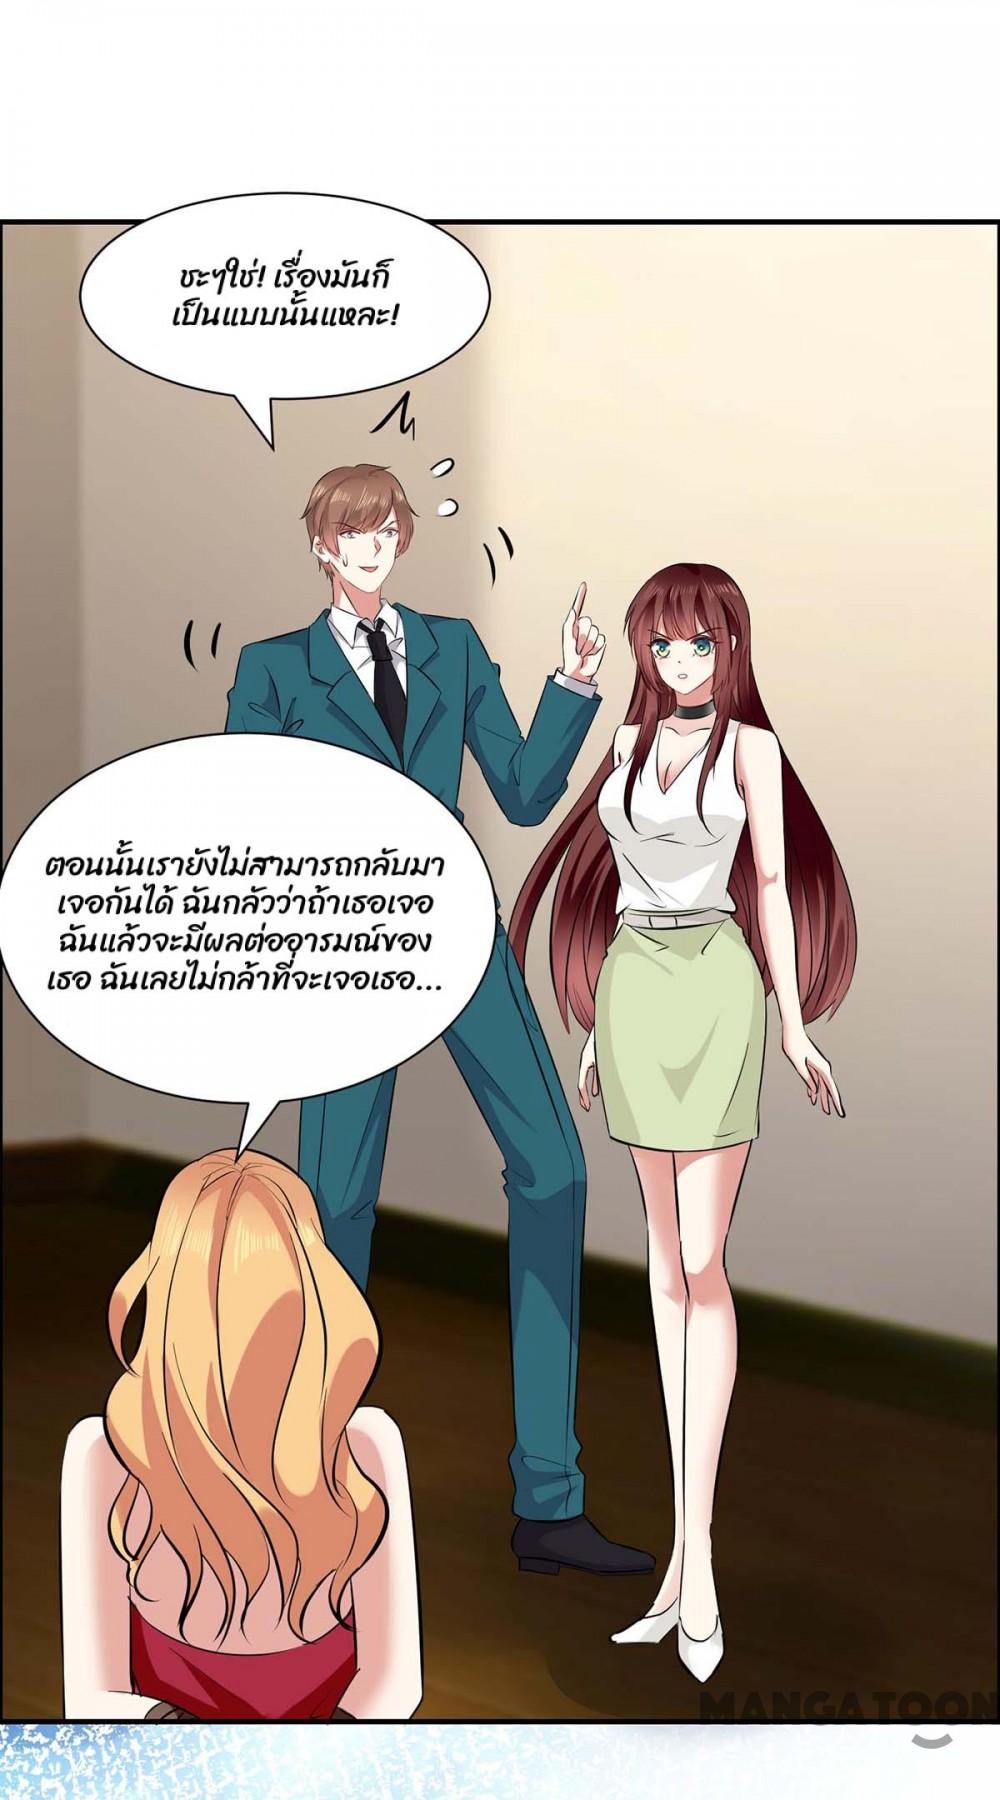 ชะๆใช่! เรื่องมันก็
เป็นแบบนั้นแหละ!
ตอนนั้นเรายังไม่สามารถกลับมา
เจอกันได้ ฉันกลัวว่าถ้าเธอเจอ
ฉันแล้วจะมีผลต่ออารมณ์ของ
เธอ ฉันเลยไม่กล้าที่จะเจอเธอ...
MANGATOON